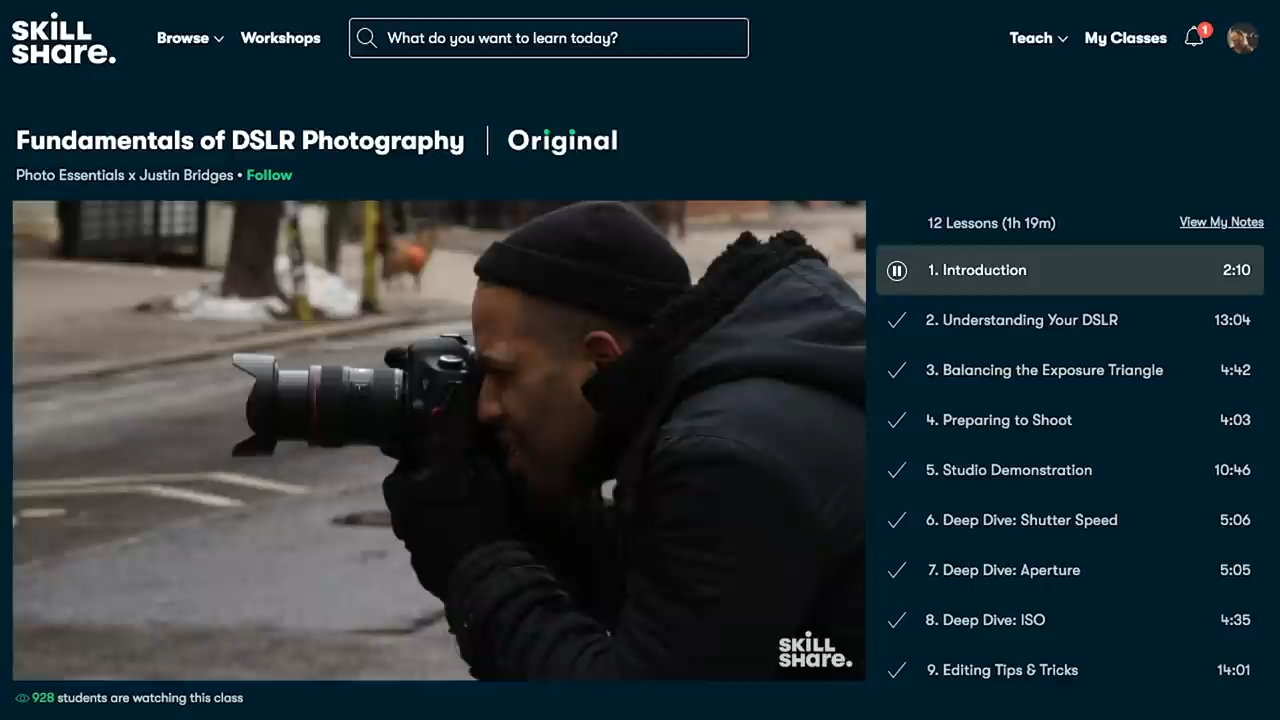 SKILL
SHare.
Browse
Workshops
What do you want to learn today?
Teach
My Classes
1
Fundamentals of DSLR Photography | Original
Photo Essentials x Justin Bridges • Follow
12 Lessons (1h 19m)
View My Notes
1. Introduction 2:10
2. Understanding Your DSLR 13:04
3. Balancing the Exposure Triangle 4:42
4. Preparing to Shoot 4:03
5. Studio Demonstration 10:46
6. Deep Dive: Shutter Speed 5:06
7. Deep Dive: Aperture 5:05
8. Deep Dive: ISO 4:35
9. Editing Tips & Tricks 14:01
SKILL
SHare.
928 students are watching this class